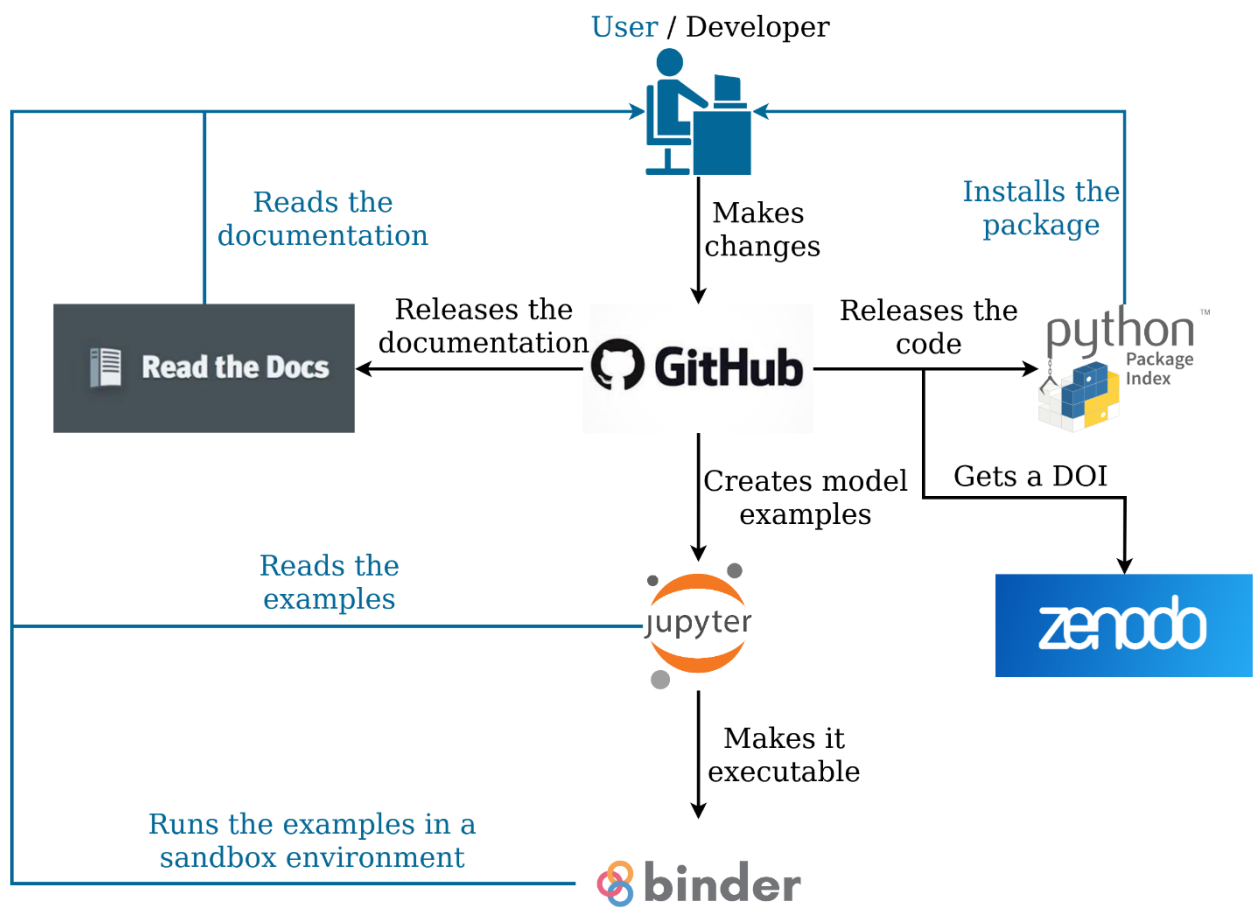 User / Developer
Reads the
documentation
Makes
changes
Installs the
package
Releases the
documentation
Releases the
code
Read the Docs
GitHub
python™
Package
Index
Creates model
examples
Gets a DOI
Reads the
examples
jupyter
zenodo
Makes it
executable
Runs the examples in a
sandbox environment
binder